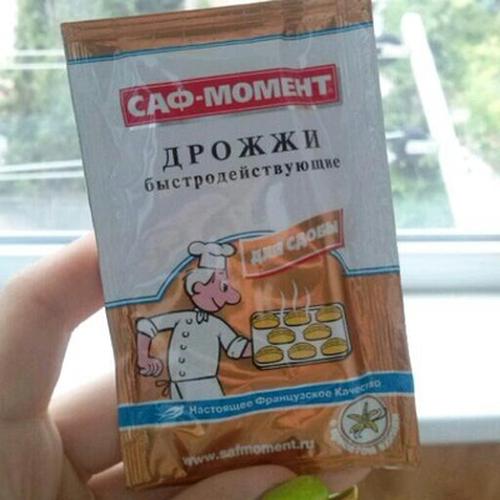 САФ-МОМЕНТ
ДРОЖЖИ
быстродействующие
ДЛЯ СДОБЫ
Настоящее Французское Качество
www.safmoment.ru